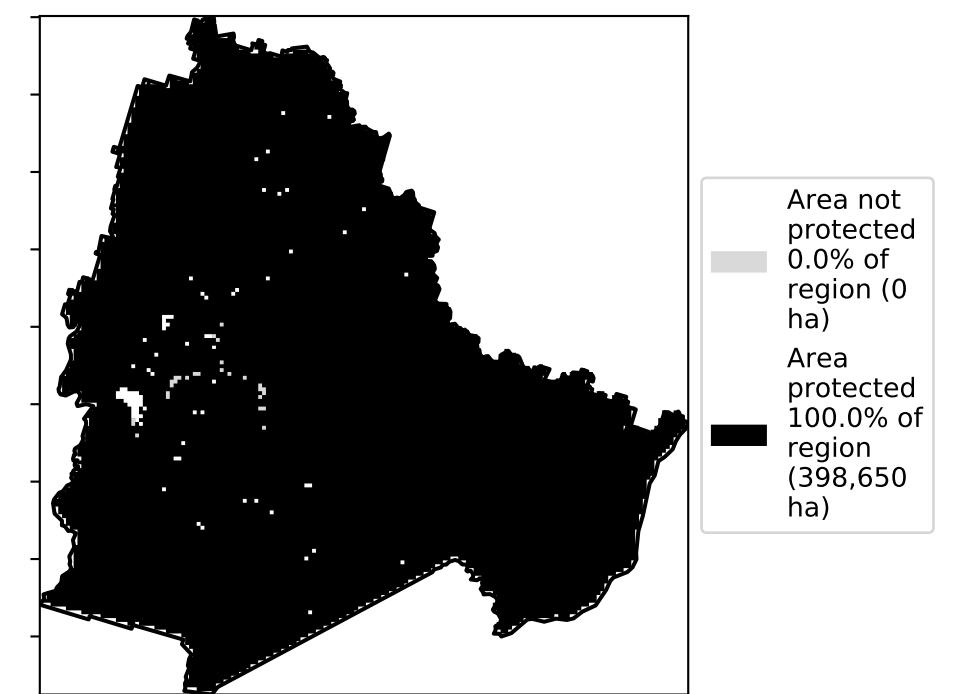 Area not
protected
0.0% of
region (0
ha)
Area
protected
100.0% of
region
(398,650
ha)